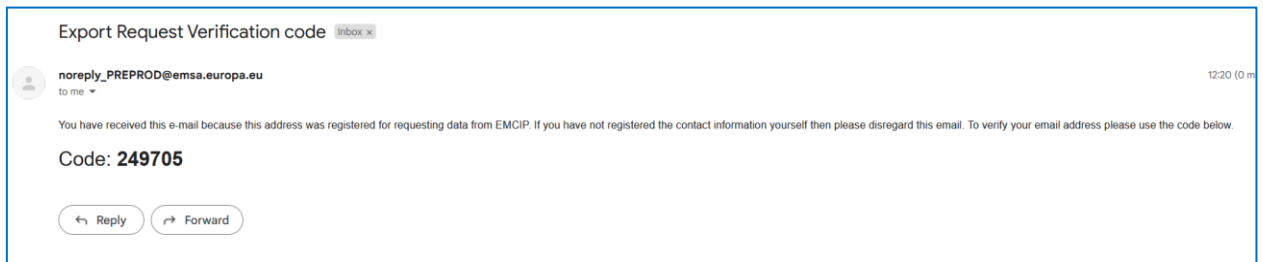 Export Request Verification code Inbox ×
noreply_PREPROD@emsa.europa.eu 12:20 (0 m
to me
You have received this e-mail because this address was registered for requesting data from EMCIP. If you have not registered the contact information yourself then please disregard this email. To verify your email address please use the code below.
Code: 249705
Reply Forward